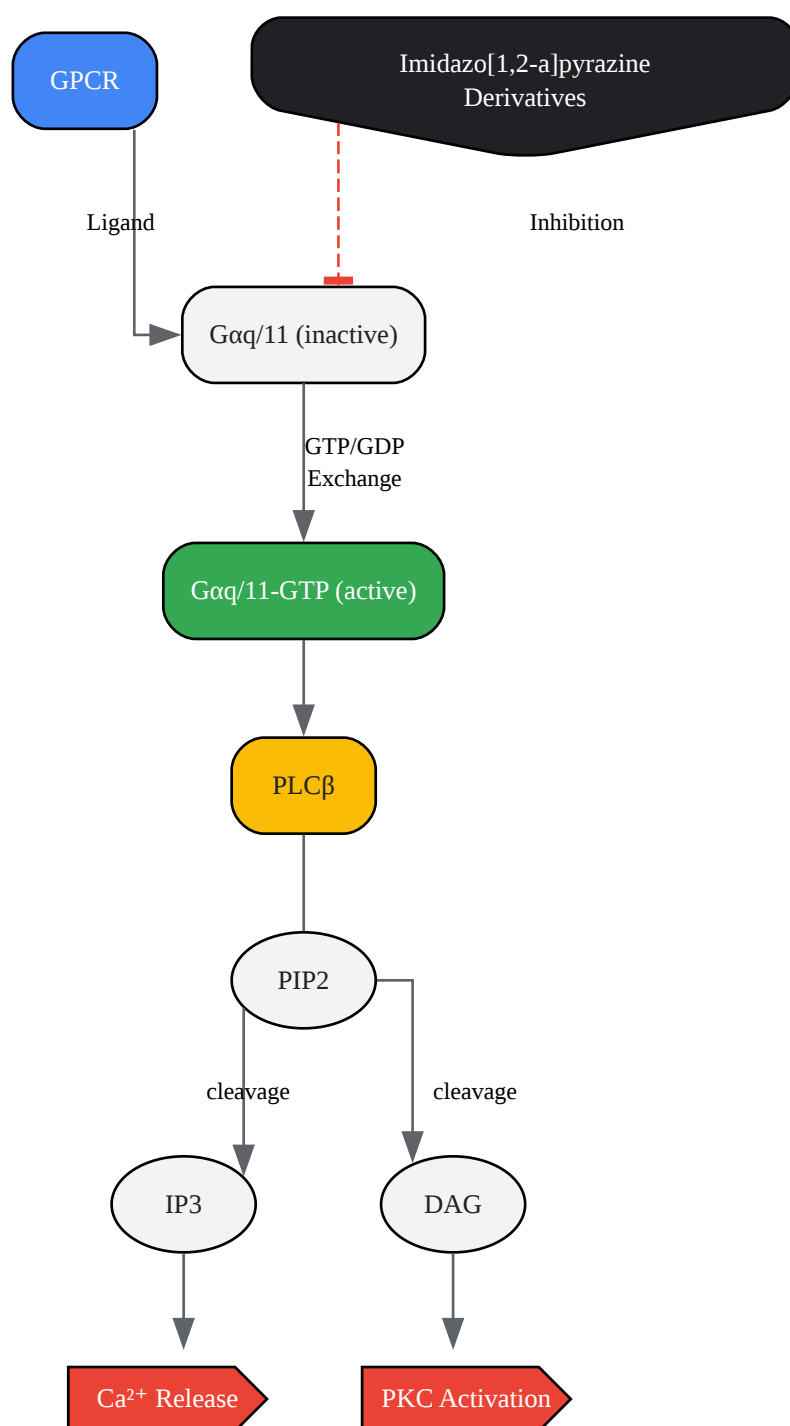 GPCR
Imidazo[1,2-a]pyrazine
Derivatives
Ligand
Inhibition
Gαq/11 (inactive)
GTP/GDP
Exchange
Gαq/11-GTP (active)
PLCβ
PIP2
cleavage
cleavage
IP3
DAG
Ca²⁺ Release
PKC Activation